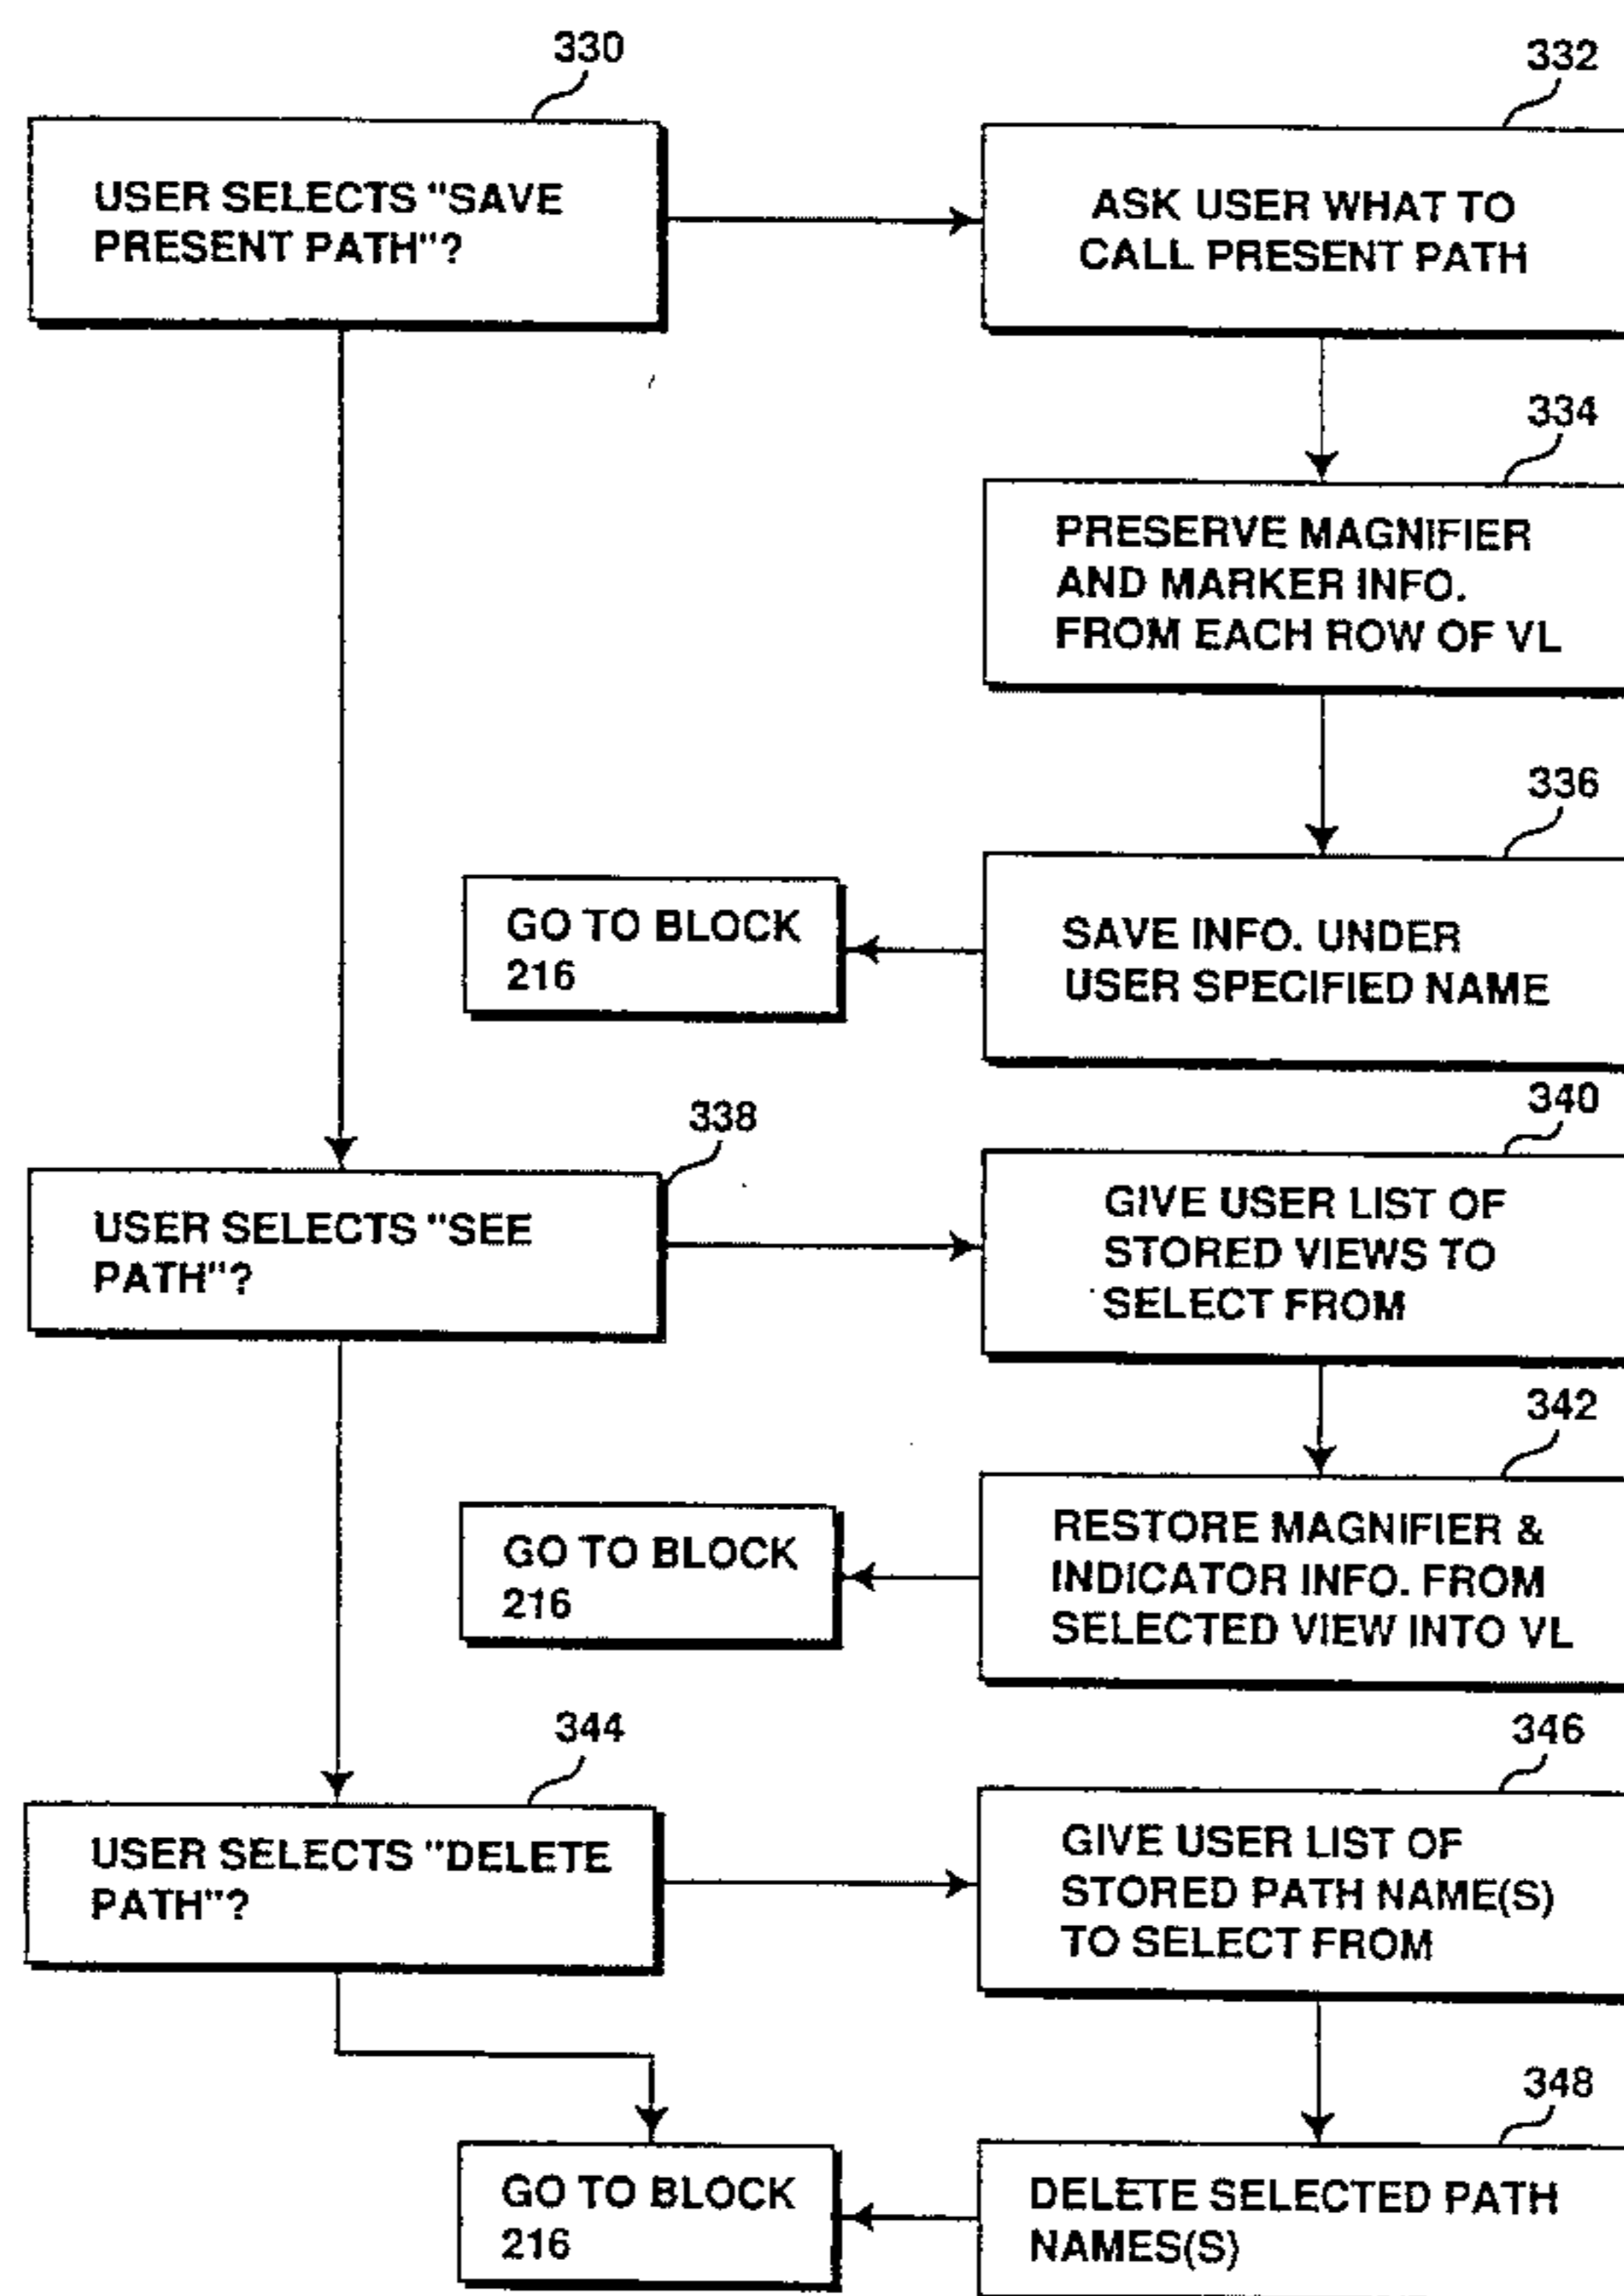 330
332
USER SELECTS "SAVE
PRESENT PATH"?
ASK USER WHAT TO
CALL PRESENT PATH
334
PRESERVE MAGNIFIER
AND MARKER INFO.
FROM EACH ROW OF VL
336
GO TO BLOCK
216
SAVE INFO. UNDER
USER SPECIFIED NAME
338
340
USER SELECTS "SEE
PATH"?
GIVE USER LIST OF
STORED VIEWS TO
SELECT FROM
342
GO TO BLOCK
216
RESTORE MAGNIFIER &
INDICATOR INFO. FROM
SELECTED VIEW INTO VL
344
346
USER SELECTS "DELETE
PATH"?
GIVE USER LIST OF
STORED PATH NAME(S)
TO SELECT FROM
348
GO TO BLOCK
216
DELETE SELECTED PATH
NAMES(S)